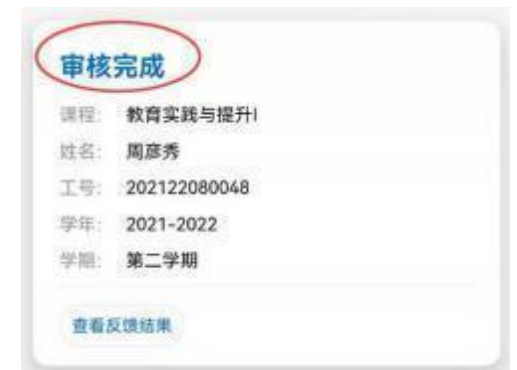 审核完成
课程: 教育实践与提升I
姓名: 周彦秀
工号: 202122080048
学年: 2021-2022
学期: 第二学期
查看反馈结果